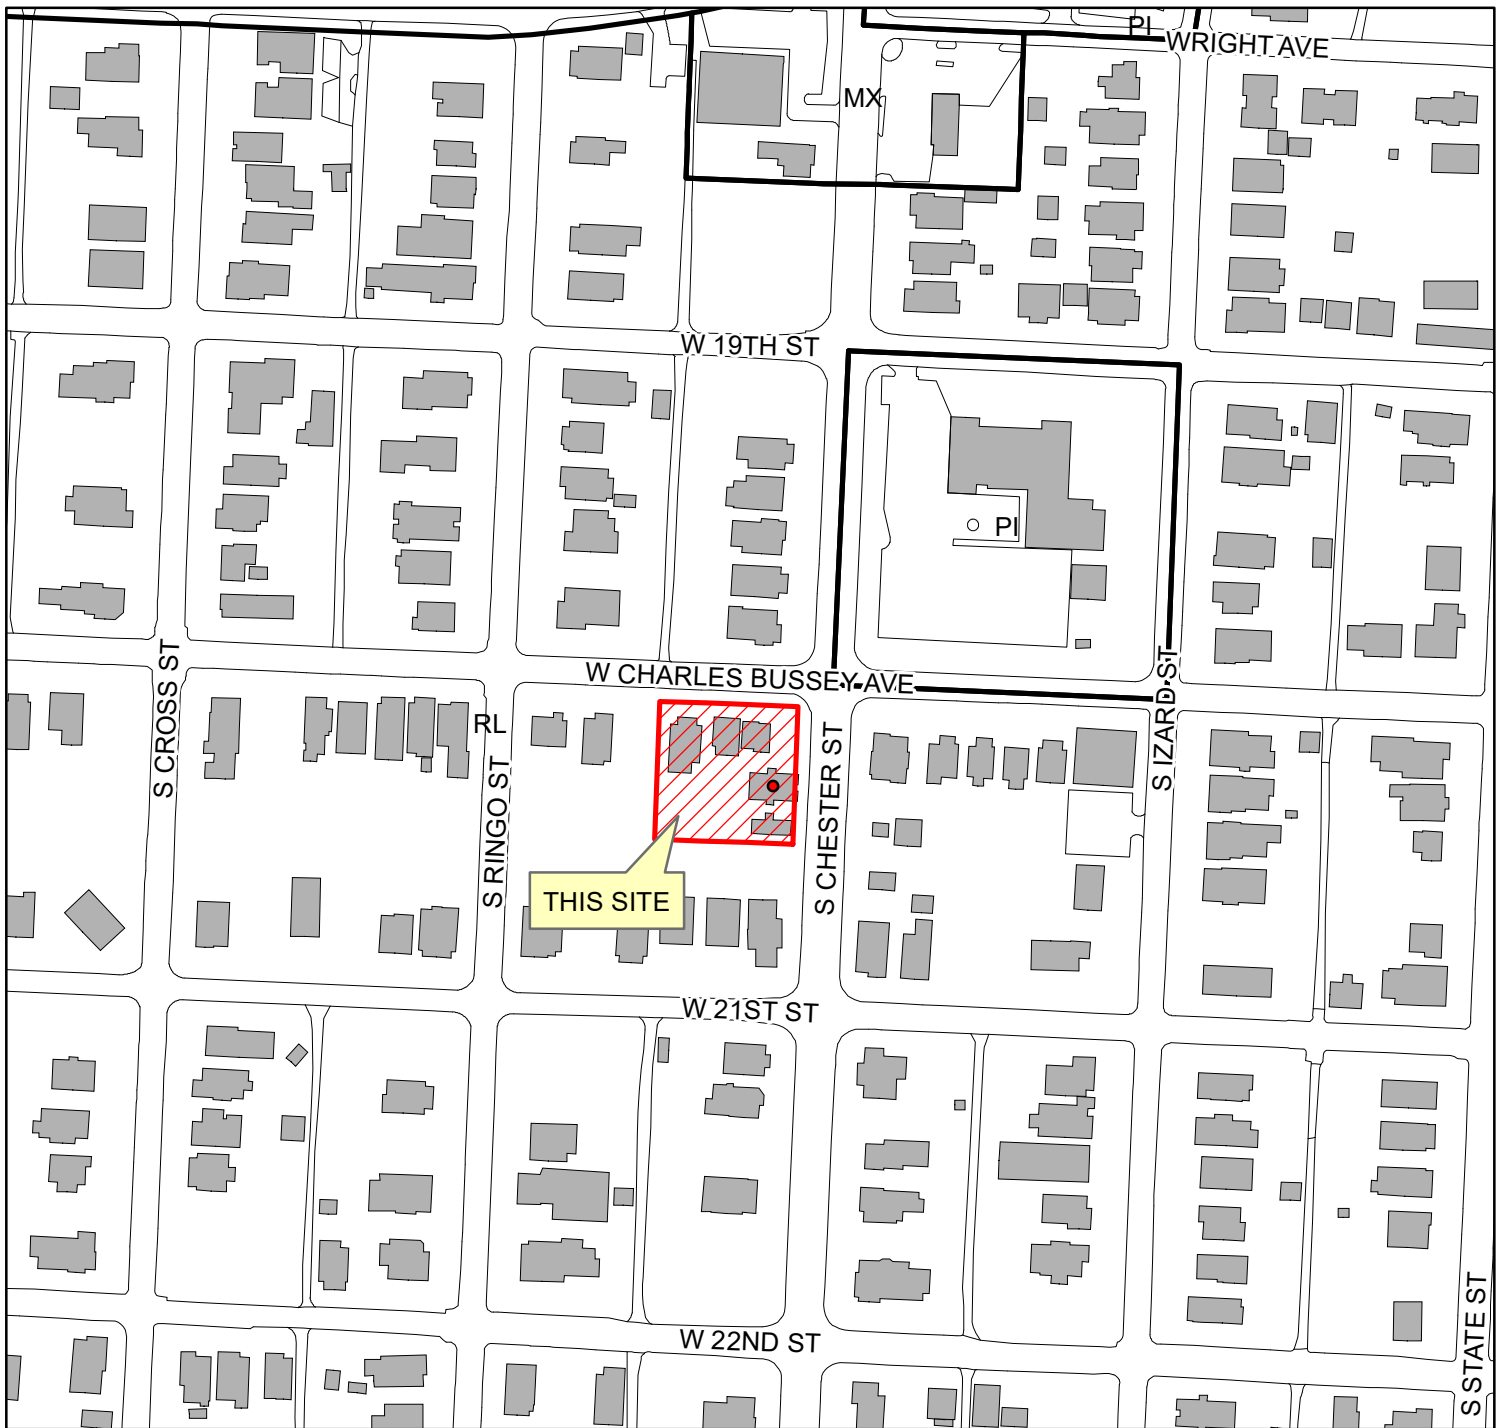 PI
WRIGHT AVE
MX
W 19TH ST
PI
W CHARLES BUSSEY AVE
S CROSS ST
S IZARD ST
RL
S CHESTER ST
S RINGO ST
THIS SITE
W 21ST ST
W 22ND ST
S STATE ST